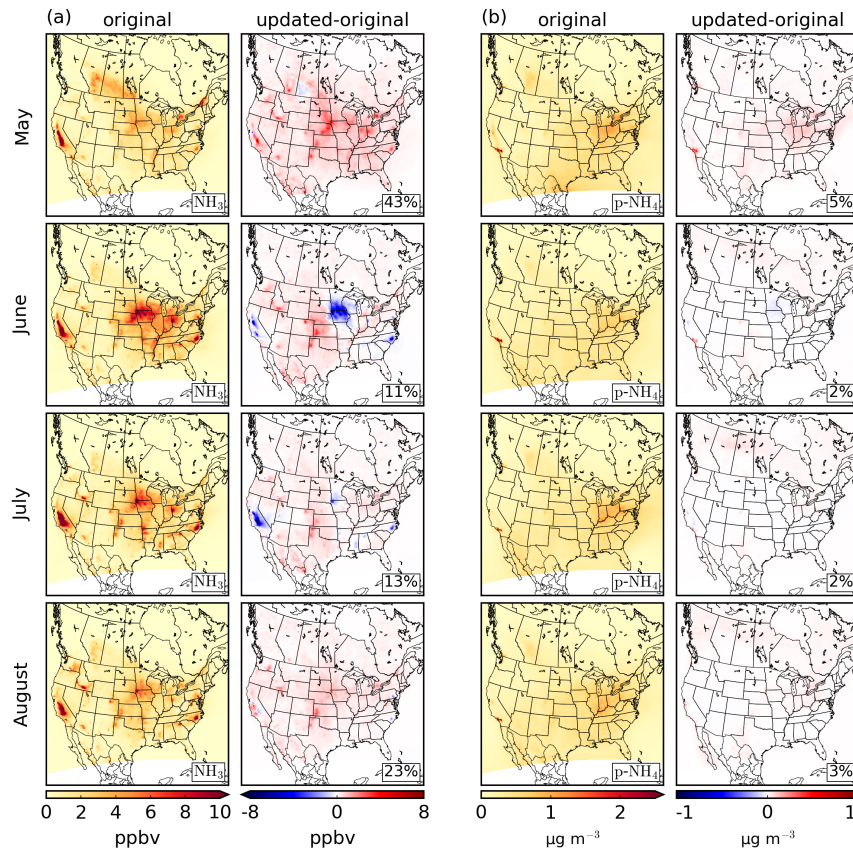 (a) original updated-original (b) original updated-original
May
NH₃ 43% p-NH₄ 5%
June
NH₃ 11% p-NH₄ 2%
July
NH₃ 13% p-NH₄ 2%
August
NH₃ 23% p-NH₄ 3%
0 2 4 6 8 10 -8 0 8 0 1 2 -1 0 1
ppbv ppbv μg m⁻³ μg m⁻³